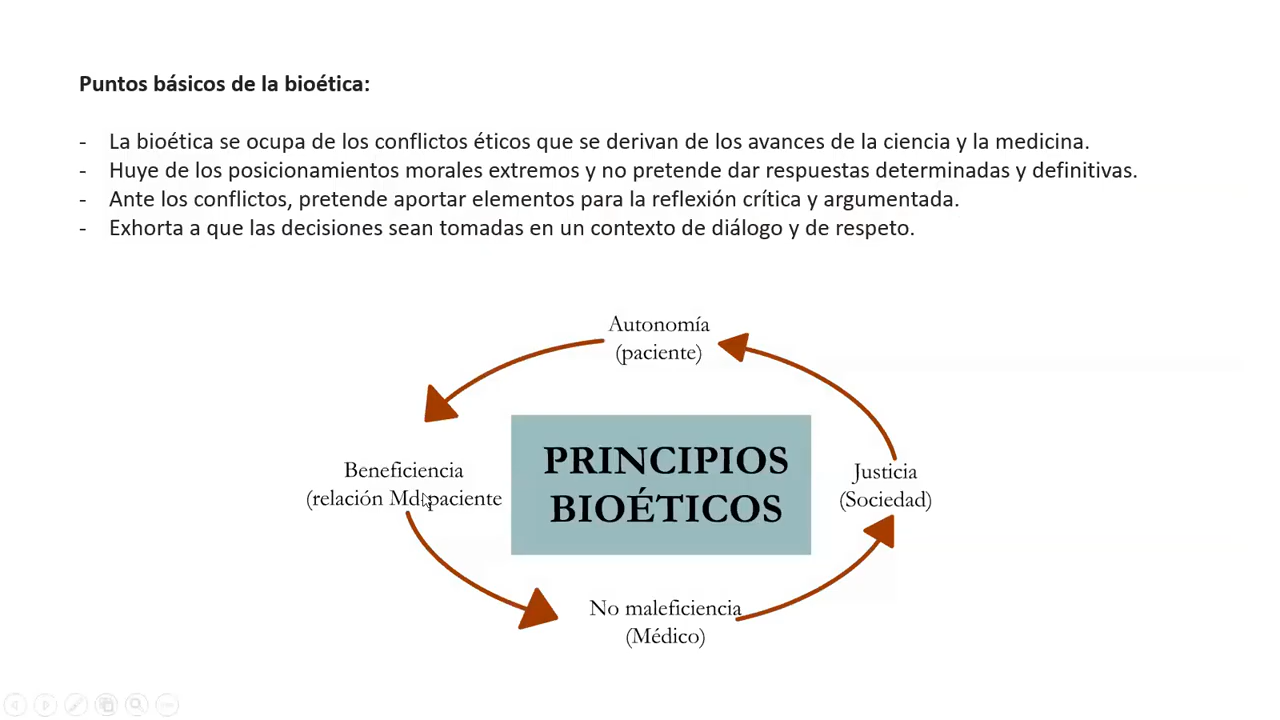 Puntos básicos de la bioética:
- La bioética se ocupa de los conflictos éticos que se derivan de los avances de la ciencia y la medicina.
- Huye de los posicionamientos morales extremos y no pretende dar respuestas determinadas y definitivas.
- Ante los conflictos, pretende aportar elementos para la reflexión crítica y argumentada.
- Exhorta a que las decisiones sean tomadas en un contexto de diálogo y de respeto.
Autonomía
(paciente)
Beneficiencia
(relación Md-paciente
PRINCIPIOS
BIOÉTICOS
Justicia
(Sociedad)
No maleficiencia
(Médico)